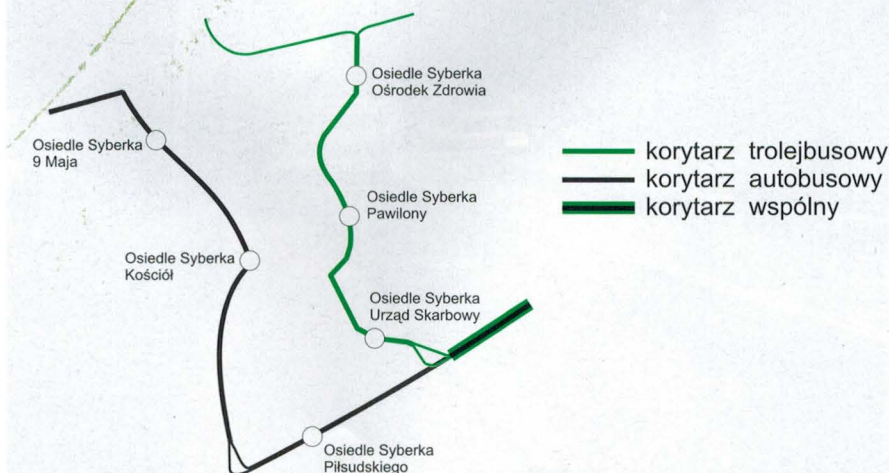 Osiedle Syberka
Ośrodek Zdrowia
Osiedle Syberka
9 Maja
korytarz trolejbusowy
korytarz autobusowy
korytarz wspólny
Osiedle Syberka
Pawilony
Osiedle Syberka
Kościół
Osiedle Syberka
Urząd Skarbowy
Osiedle Syberka
Piłsudskiego